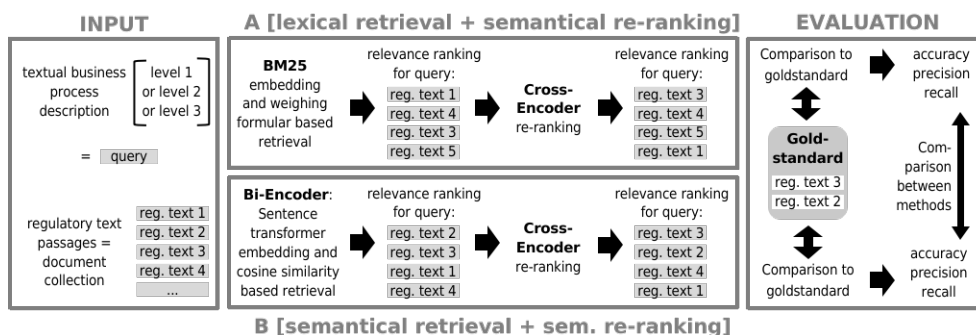 INPUT
textual business
process
description
level 1
or level 2
or level 3
= query
regulatory text
passages =
document
collection
reg. text 1
reg. text 2
reg. text 3
reg. text 4
...
A [lexical retrieval + semantical re-ranking]
BM25
embedding
and weighing
formular based
retrieval
relevance ranking
for query:
reg. text 1
reg. text 4
reg. text 3
reg. text 5
Cross-
Encoder
re-ranking
relevance ranking
for query:
reg. text 3
reg. text 4
reg. text 5
reg. text 1
Bi-Encoder:
Sentence
transformer
embedding and
cosine similarity
based retrieval
relevance ranking
for query:
reg. text 2
reg. text 3
reg. text 1
reg. text 4
Cross-
Encoder
re-ranking
relevance ranking
for query:
reg. text 3
reg. text 2
reg. text 4
reg. text 1
B [semantical retrieval + sem. re-ranking]
EVALUATION
Comparison to
goldstandard
accuracy
precision
recall
Gold-
standard
reg. text 3
reg. text 2
Com-
parison
between
methods
Comparison to
goldstandard
accuracy
precision
recall